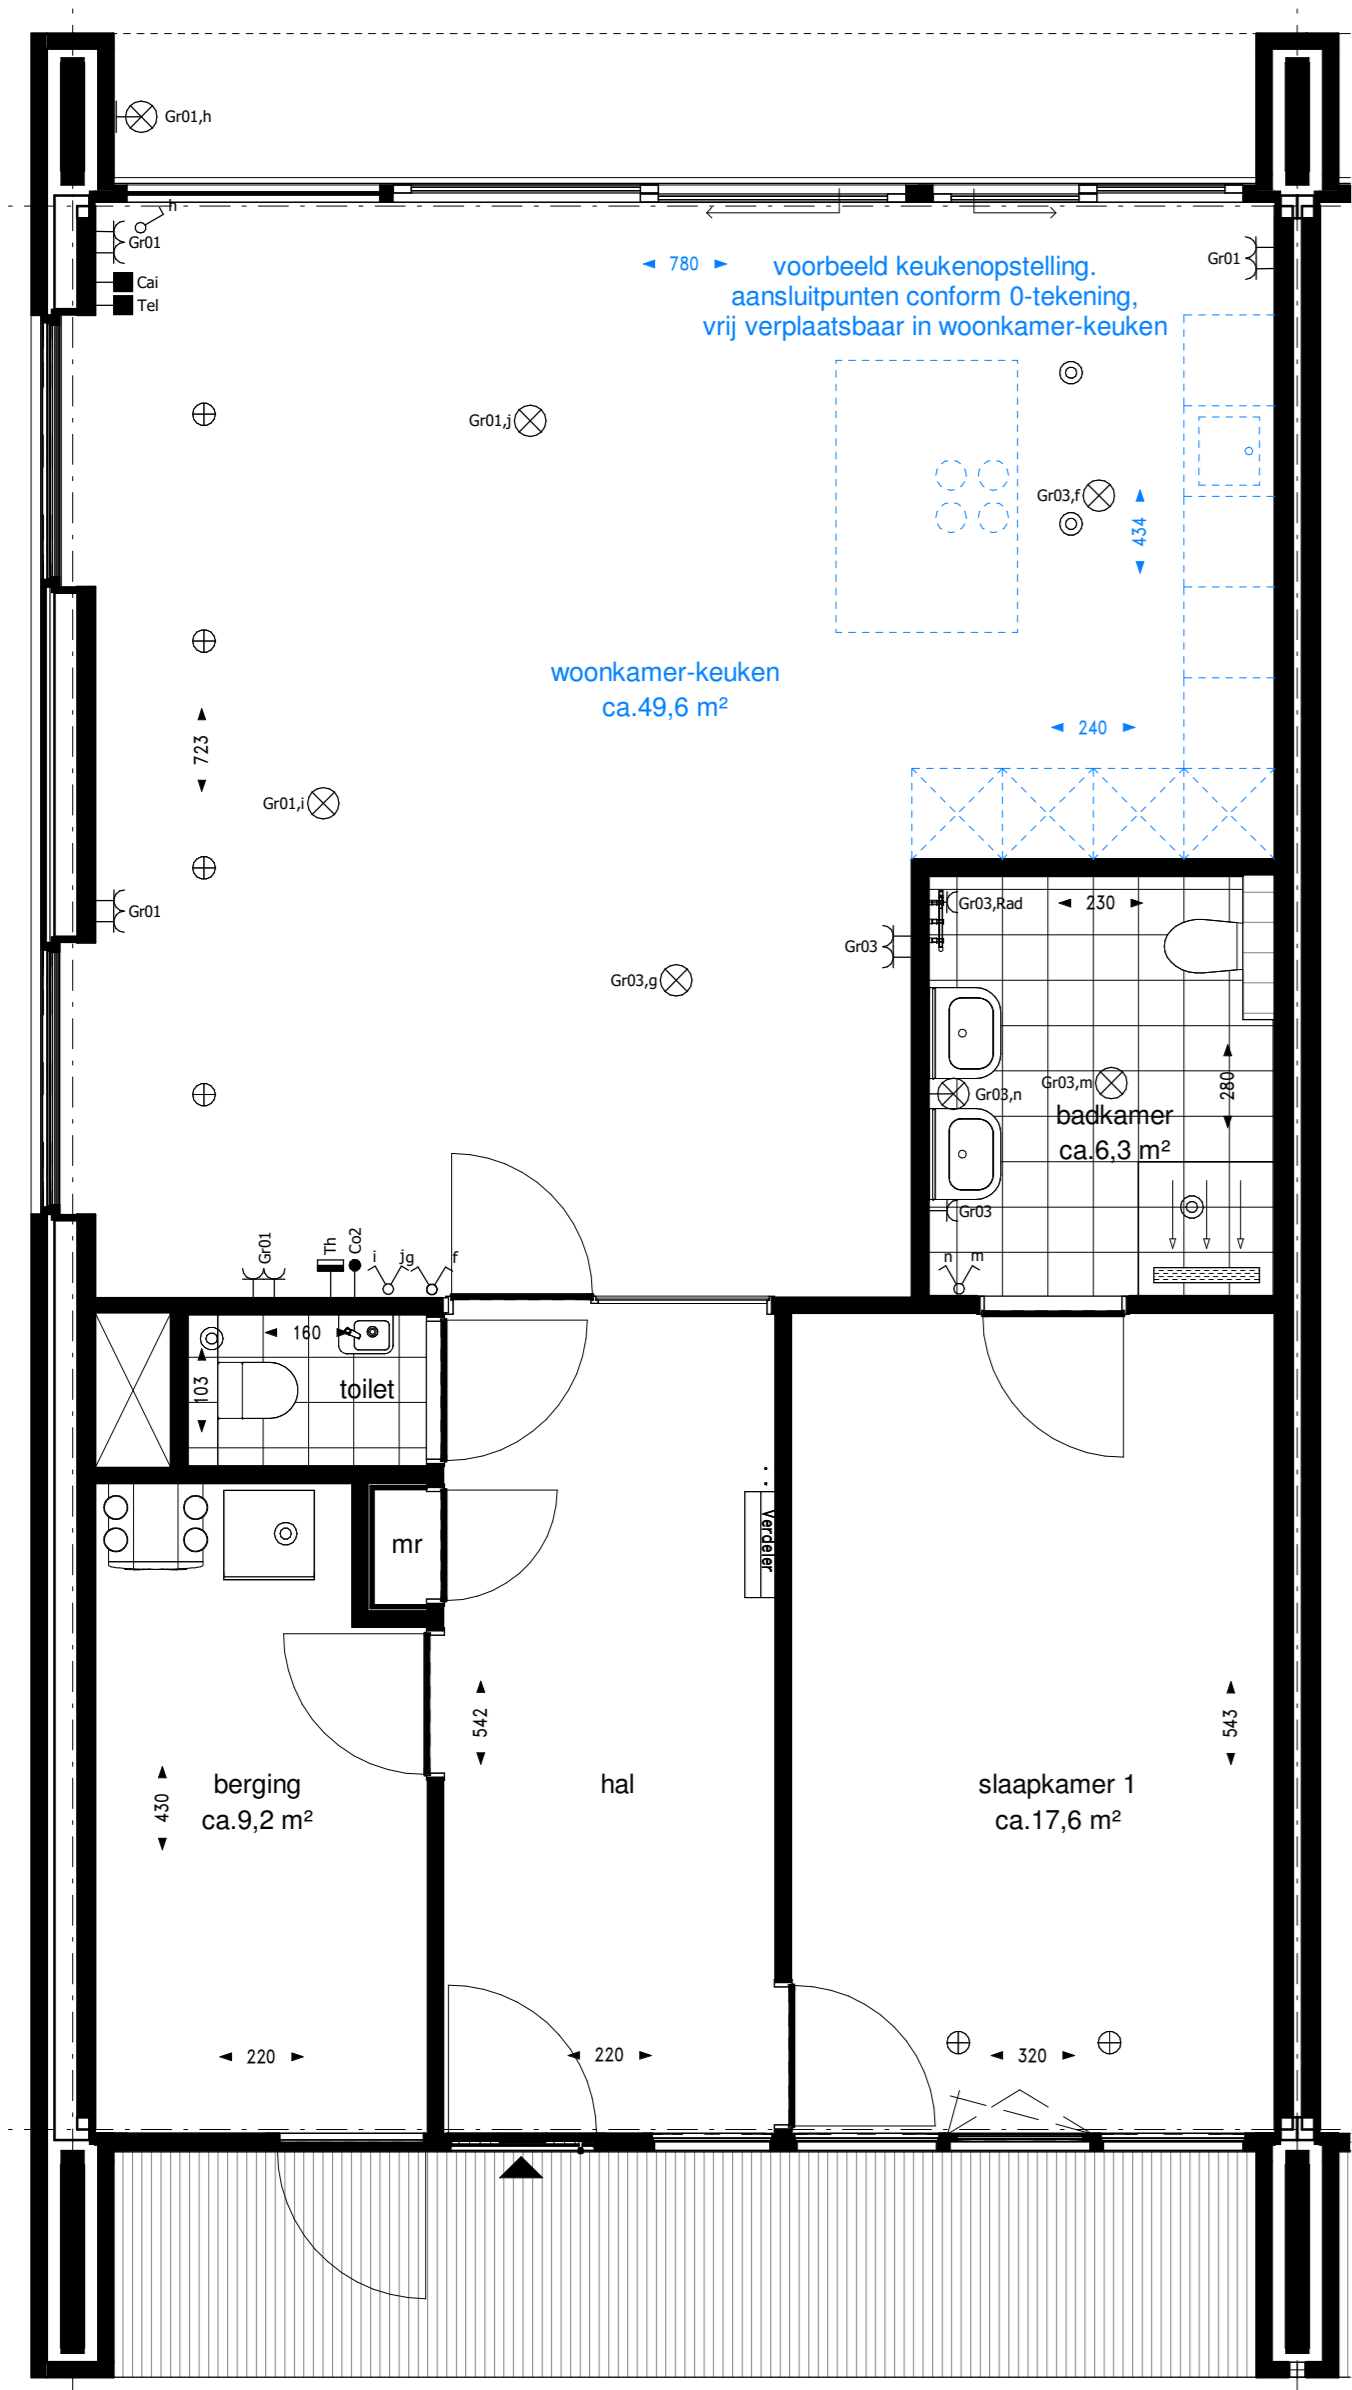 Gr01,h
h
Gr01
Cai
Tel
780
voorbeeld keukenopstelling.
aansluitpunten conform 0-tekening,
vrij verplaatsbaar in woonkamer-keuken
Gr01
Gr01,j
Gr03,f
434
woonkamer-keuken
ca.49,6 m²
723
240
Gr01,i
Gr01
Gr03
Gr03,Rad
230
Gr03,g
280
Gr03,m
Gr03,n
badkamer
ca.6,3 m²
Gr03
n m
Gr01
Th
Co2
i
jg
f
160
103
toilet
mr
Verdeler
542
543
berging
ca.9,2 m²
430
hal
slaapkamer 1
ca.17,6 m²
220
220
320